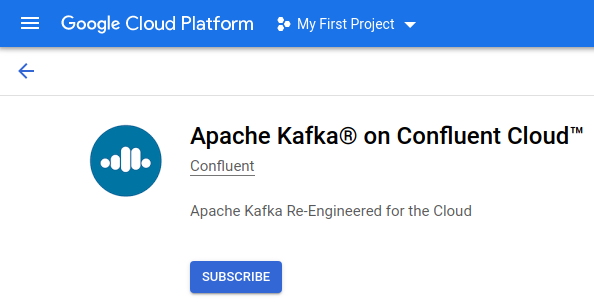 Google Cloud Platform My First Project
Apache Kafka® on Confluent Cloud™
Confluent
Apache Kafka Re-Engineered for the Cloud
SUBSCRIBE